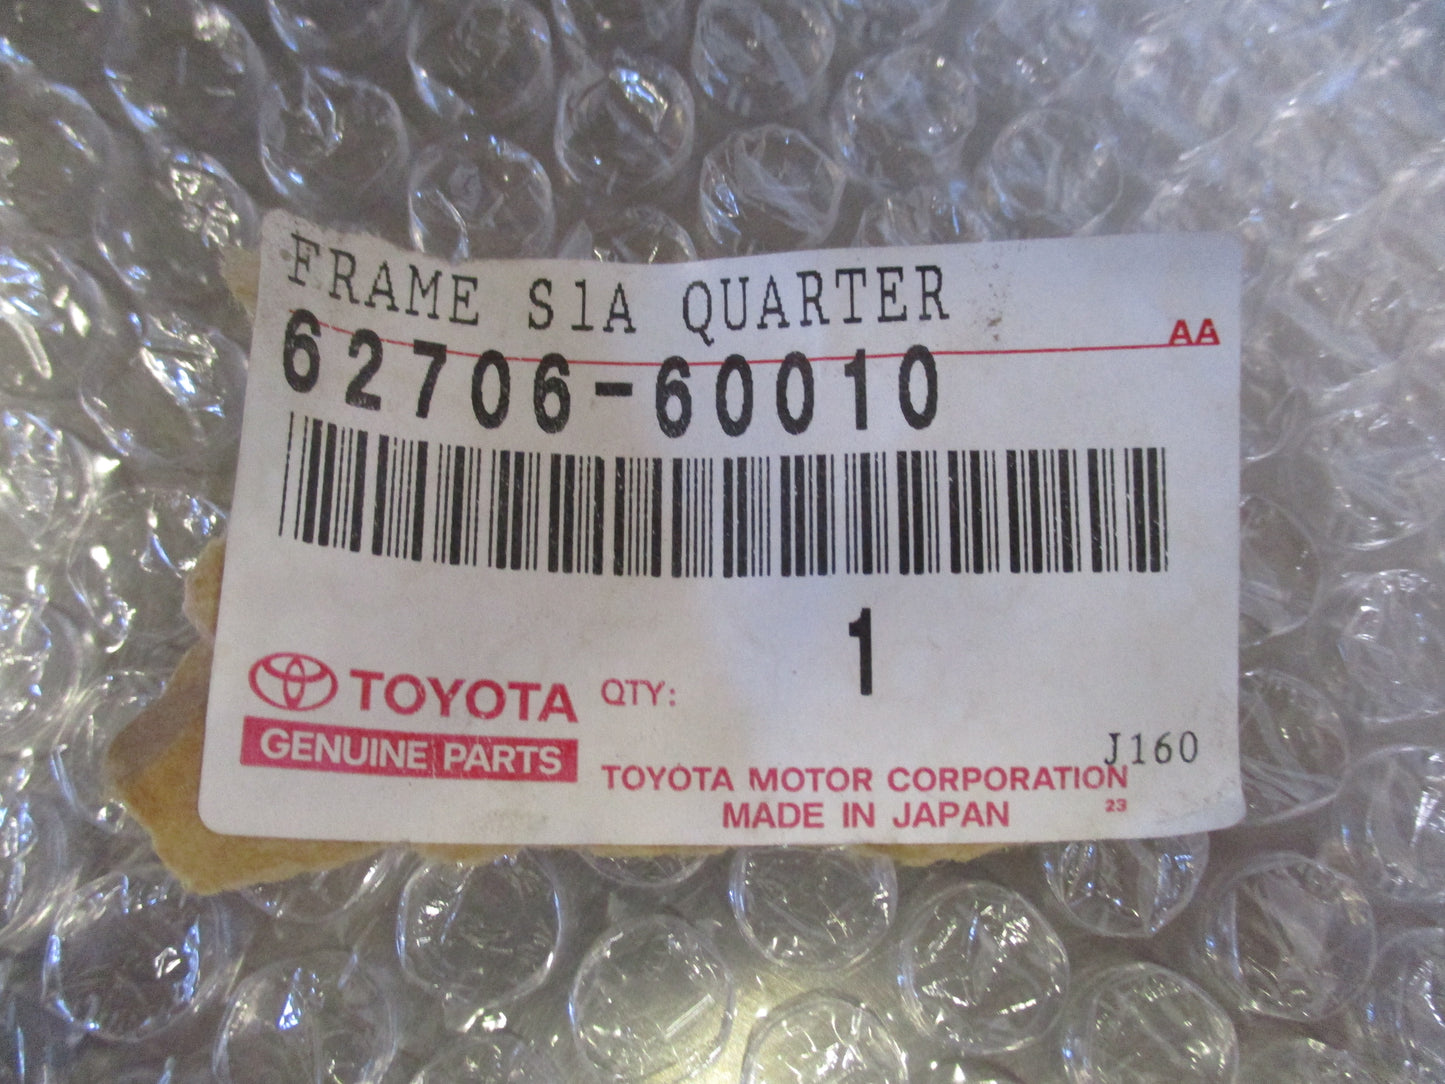 FRAME S1A QUARTER
AA
62706-60010
1
TOYOTA QTY:
GENUINE PARTS
J160
TOYOTA MOTOR CORPORATION
MADE IN JAPAN 23